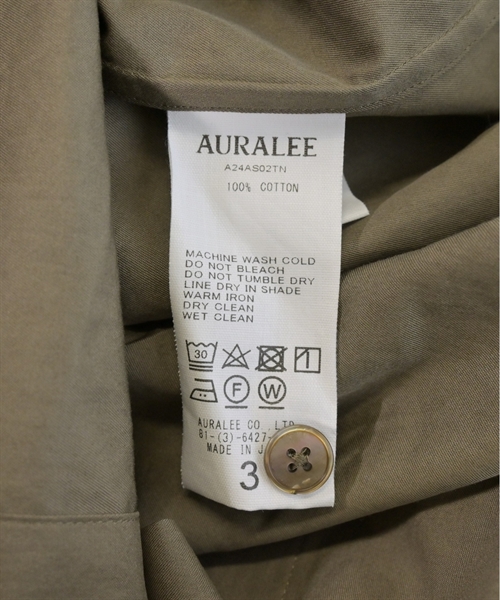 AURALEE
A24AS02TN
100% COTTON
MACHINE WASH COLD
DO NOT BLEACH
DO NOT TUMBLE DRY
LINE DRY IN SHADE
WARM IRON
DRY CLEAN
WET CLEAN
30
F W
AURALEE CO .LTD
81-(3)-6427-
MADE IN
3